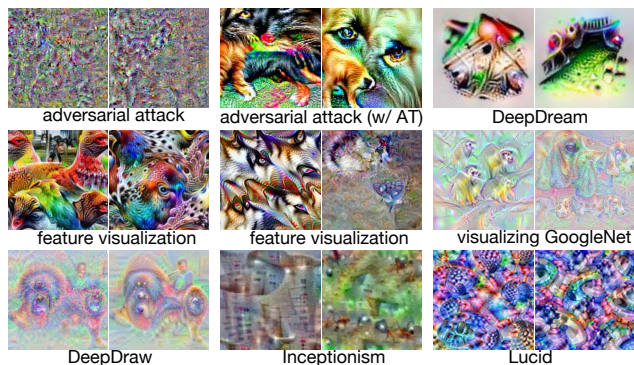 adversarial attack
adversarial attack (w/ AT)
DeepDream
feature visualization
feature visualization
visualizing GoogleNet
DeepDraw
Inceptionism
Lucid